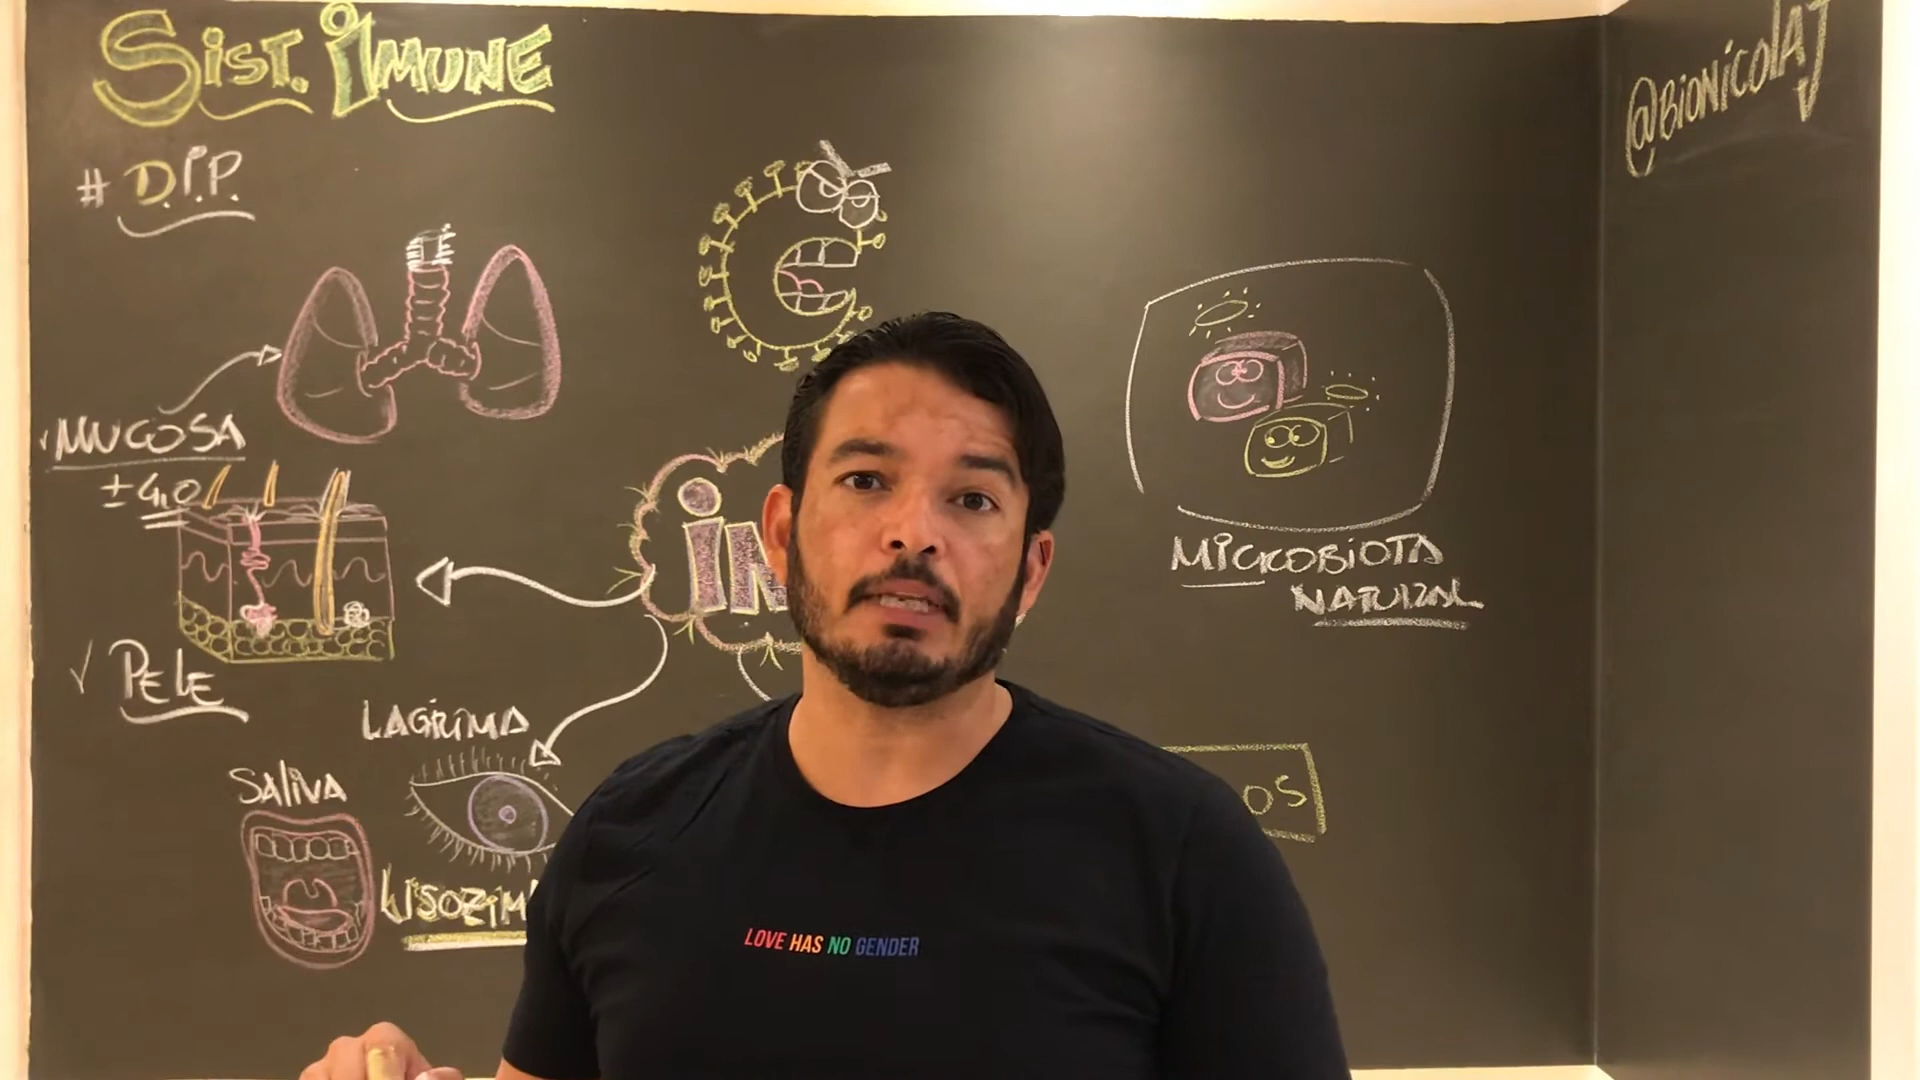 SIST. IMUNE
@BIONICOLAJ
# D.I.P.
MUCOSA
± 4,0
PELE
LAGRIMA
SALIVA
MICROBIOTA
NATURAL
LOVE HAS NO GENDER